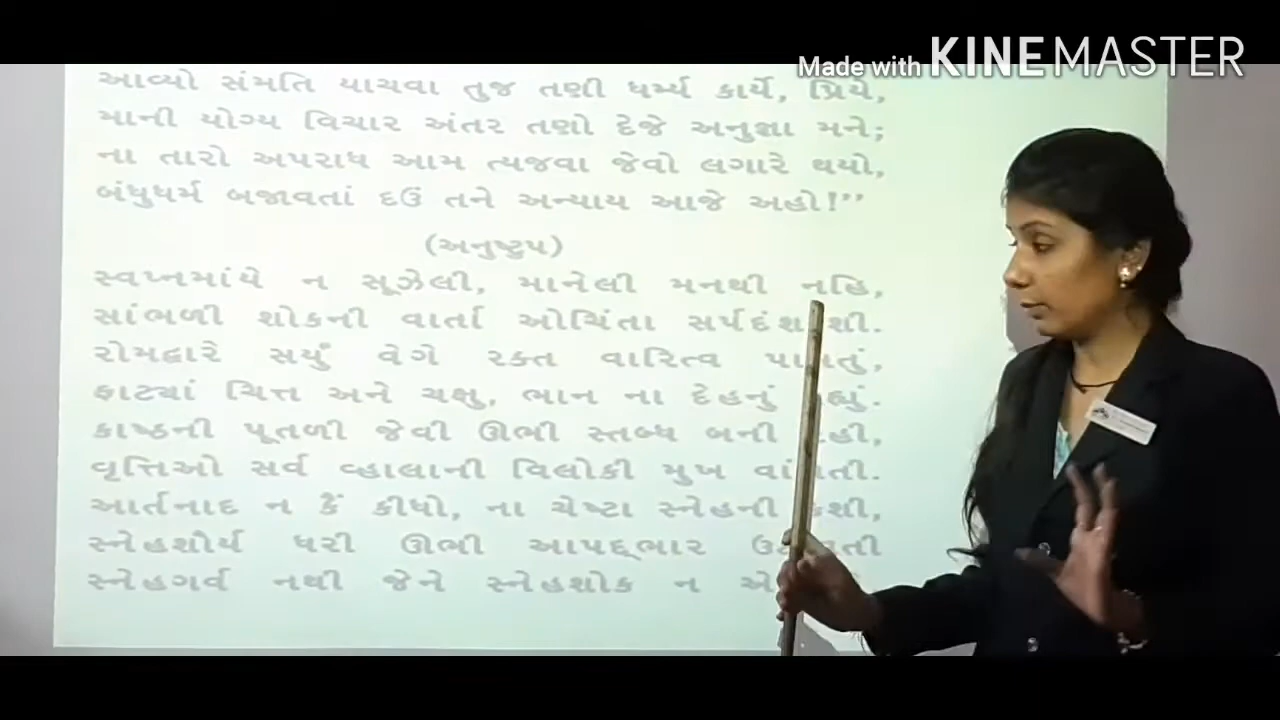 Made with KINEMASTER
આવ્યો સંમતિ યાચવા તુજ તણી ધર્મ્ય કાર્યે, પ્રિયે,
માની યોગ્ય વિચાર અંતર તણો દેજે અનુજ્ઞા મને;
ના તારો અપરાધ આમ ત્યજવા જેવો લગારે થયો,
બંધુધર્મ બજાવતાં દઉં તને અન્યાય આજે અહો!”
(અનુષ્ટુપ)
સ્વપ્નમાંયે ન સૂઝેલી, માનેલી મનથી નહિ,
સાંભળી શોકની વાર્તા ઓચિંતા
રોમદ્વારે સર્યું વેગે રક્ત વારિત્વ
ફાટ્યાં ચિત્ત અને ચક્ષુ, ભાન ના દેહનું
કાષ્ઠની પૂતળી જેવી ઊભી સ્તબ્ધ બની
વૃત્તિઓ સર્વ વ્હાલાની વિલોકી મુખ
આર્તનાદ ન કૈં કીધો, ના ચેષ્ટા સ્નેહની
સ્નેહશૌર્ય ધરી ઊભી આપદ્ભાર
સ્નેહગર્વ નથી જેને સ્નેહશોક ન